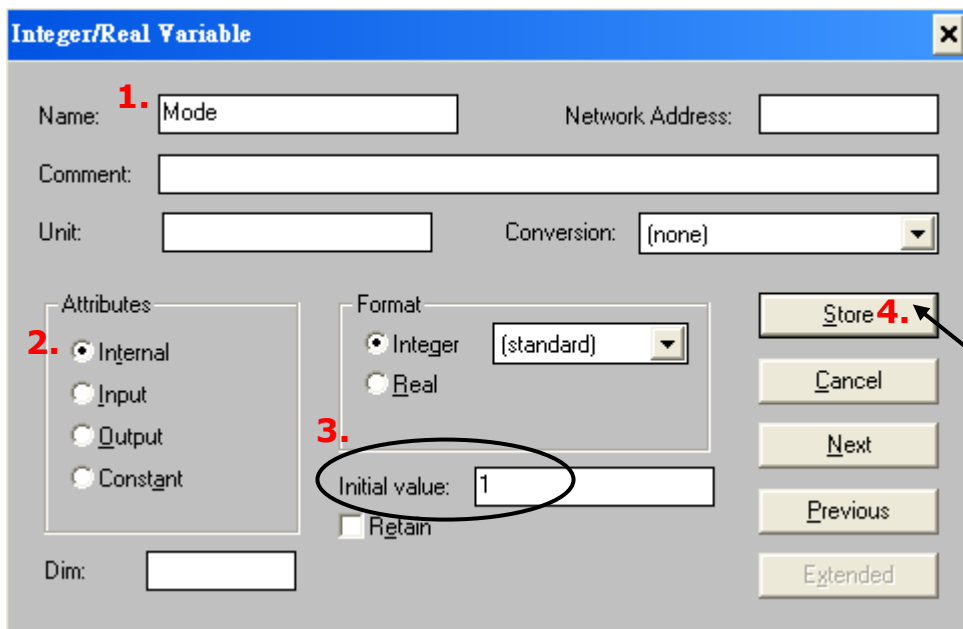 Integer/Real Variable
Name: 1. Mode Network Address:
Comment:
Unit: Conversion: (none)
Attributes Format
2. Internal Integer (standard) Store 4.
Input Real Cancel
Output 3. Next
Constant Initial value: 1
Retain Previous
Dim: Extended